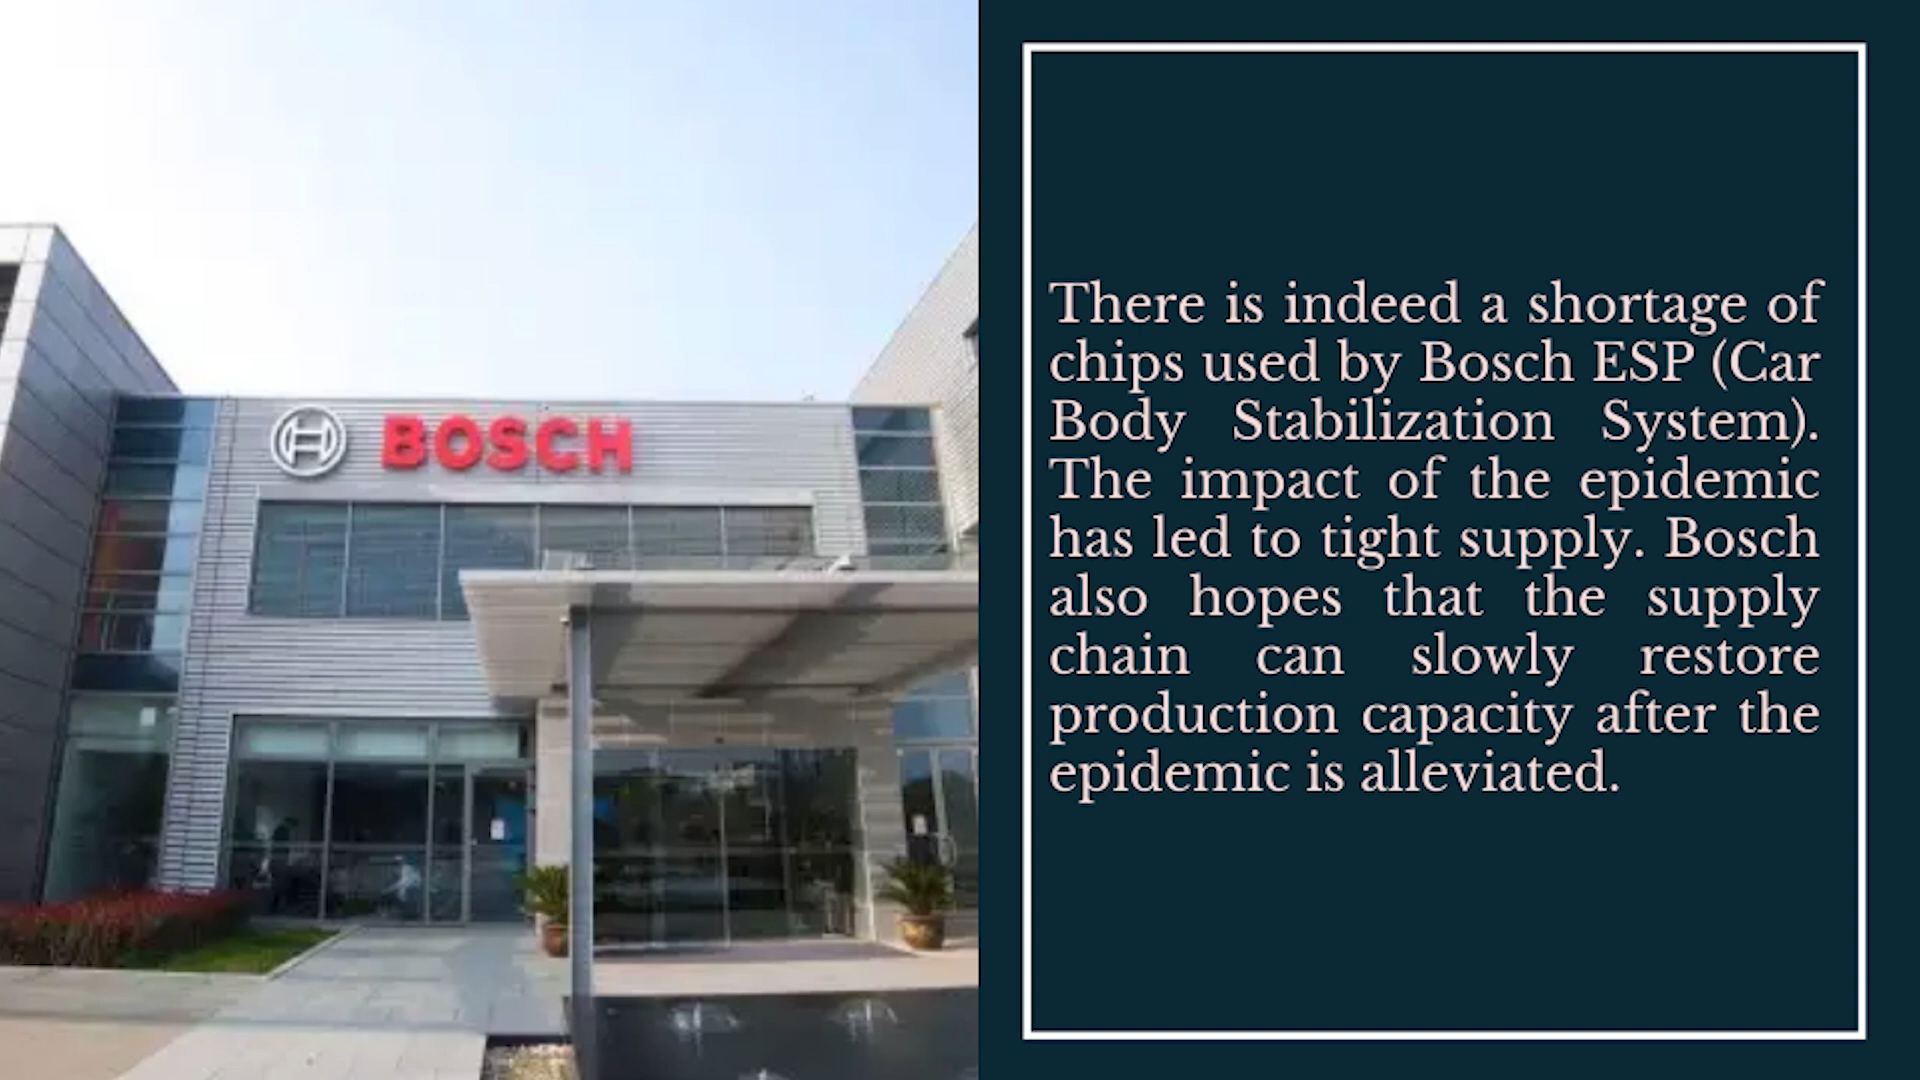 BOSCH
There is indeed a shortage of
chips used by Bosch ESP (Car
Body Stabilization System).
The impact of the epidemic
has led to tight supply. Bosch
also hopes that the supply
chain can slowly restore
production capacity after the
epidemic is alleviated.